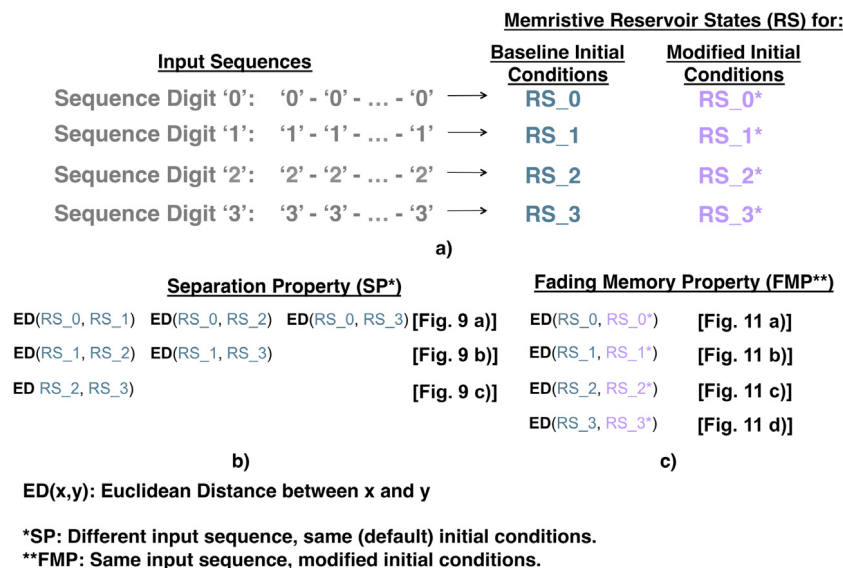 Memristive Reservoir States (RS) for:
Input Sequences
Baseline Initial Conditions
Modified Initial Conditions
Sequence Digit ‘0’: ‘0’ - ‘0’ - ... - ‘0’ → RS_0 RS_0*
Sequence Digit ‘1’: ‘1’ - ‘1’ - ... - ‘1’ → RS_1 RS_1*
Sequence Digit ‘2’: ‘2’ - ‘2’ - ... - ‘2’ → RS_2 RS_2*
Sequence Digit ‘3’: ‘3’ - ‘3’ - ... - ‘3’ → RS_3 RS_3*
a)
Separation Property (SP*)
ED(RS_0, RS_1) ED(RS_0, RS_2) ED(RS_0, RS_3) [Fig. 9 a)]
ED(RS_1, RS_2) ED(RS_1, RS_3) [Fig. 9 b)]
ED RS_2, RS_3) [Fig. 9 c)]
b)
Fading Memory Property (FMP**)
ED(RS_0, RS_0*) [Fig. 11 a)]
ED(RS_1, RS_1*) [Fig. 11 b)]
ED(RS_2, RS_2*) [Fig. 11 c)]
ED(RS_3, RS_3*) [Fig. 11 d)]
c)
ED(x,y): Euclidean Distance between x and y
*SP: Different input sequence, same (default) initial conditions.
**FMP: Same input sequence, modified initial conditions.